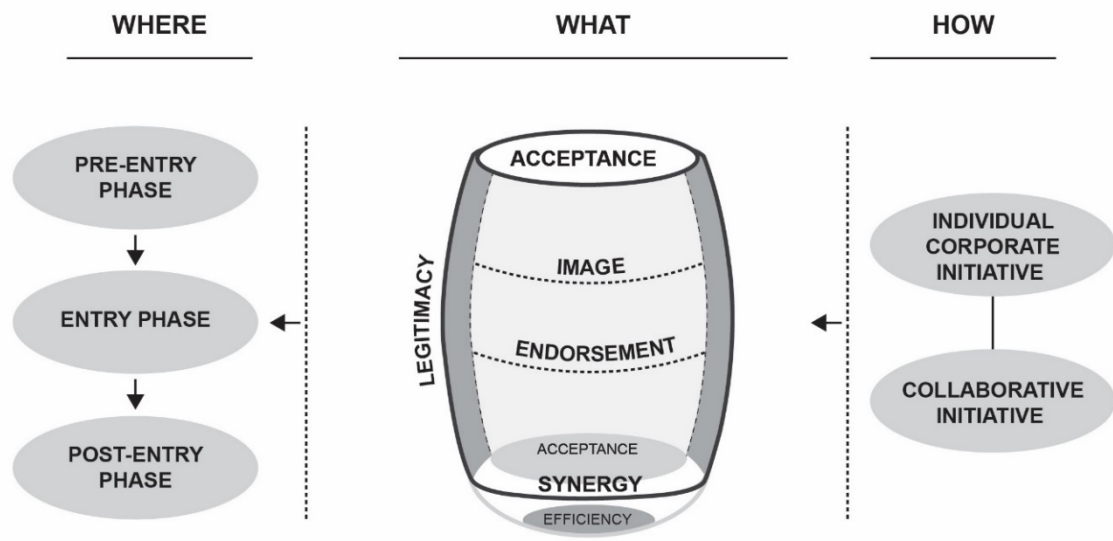 WHERE
WHAT
HOW
PRE-ENTRY
PHASE
ENTRY PHASE
POST-ENTRY
PHASE
LEGITIMACY
ACCEPTANCE
IMAGE
ENDORSEMENT
ACCEPTANCE
SYNERGY
EFFICIENCY
INDIVIDUAL
CORPORATE
INITIATIVE
COLLABORATIVE
INITIATIVE